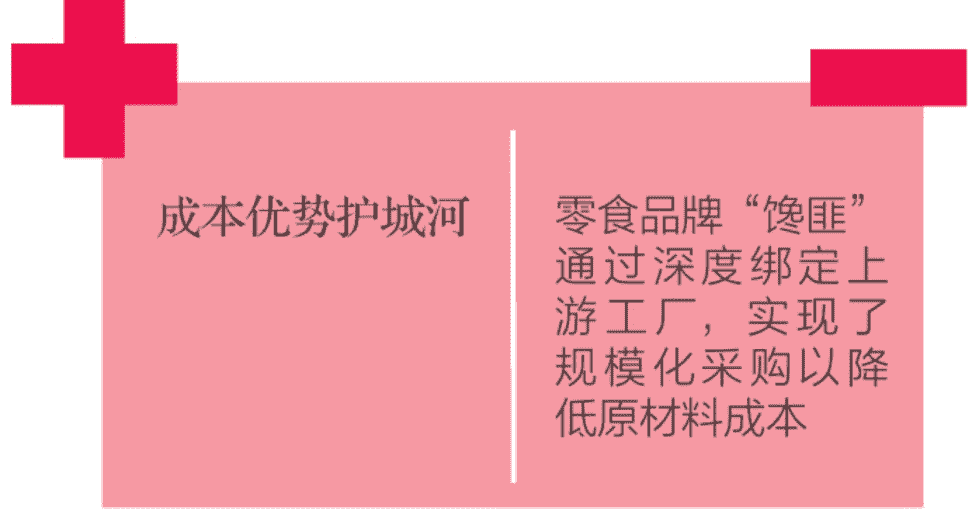 成本优势护城河
零食品牌“馋匪”
通过深度绑定上
游工厂，实现了
规模化采购以降
低原材料成本